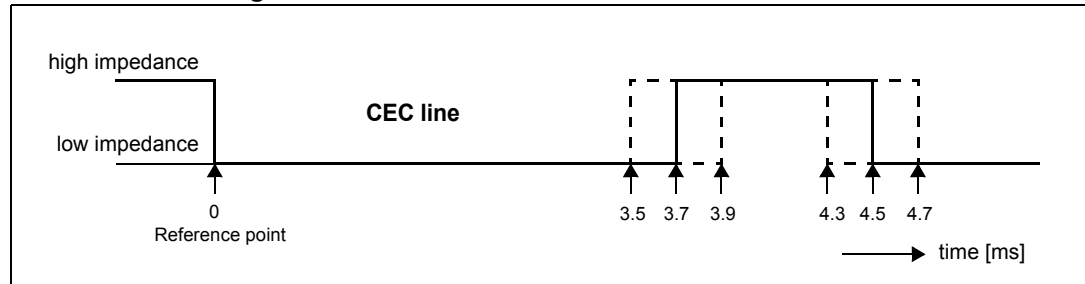 high impedance
CEC line
low impedance
0
3.5
3.7
3.9
4.3
4.5
4.7
Reference point
time [ms]